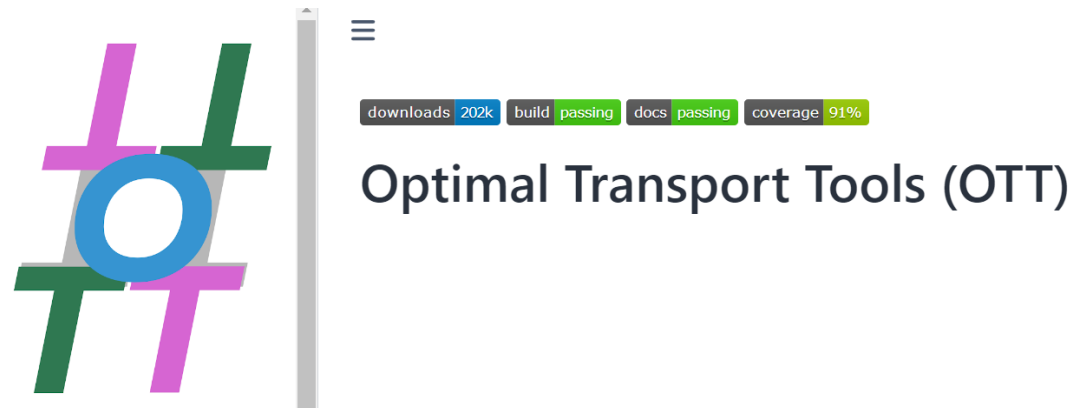 downloads 202k build passing docs passing coverage 91%
Optimal Transport Tools (OTT)